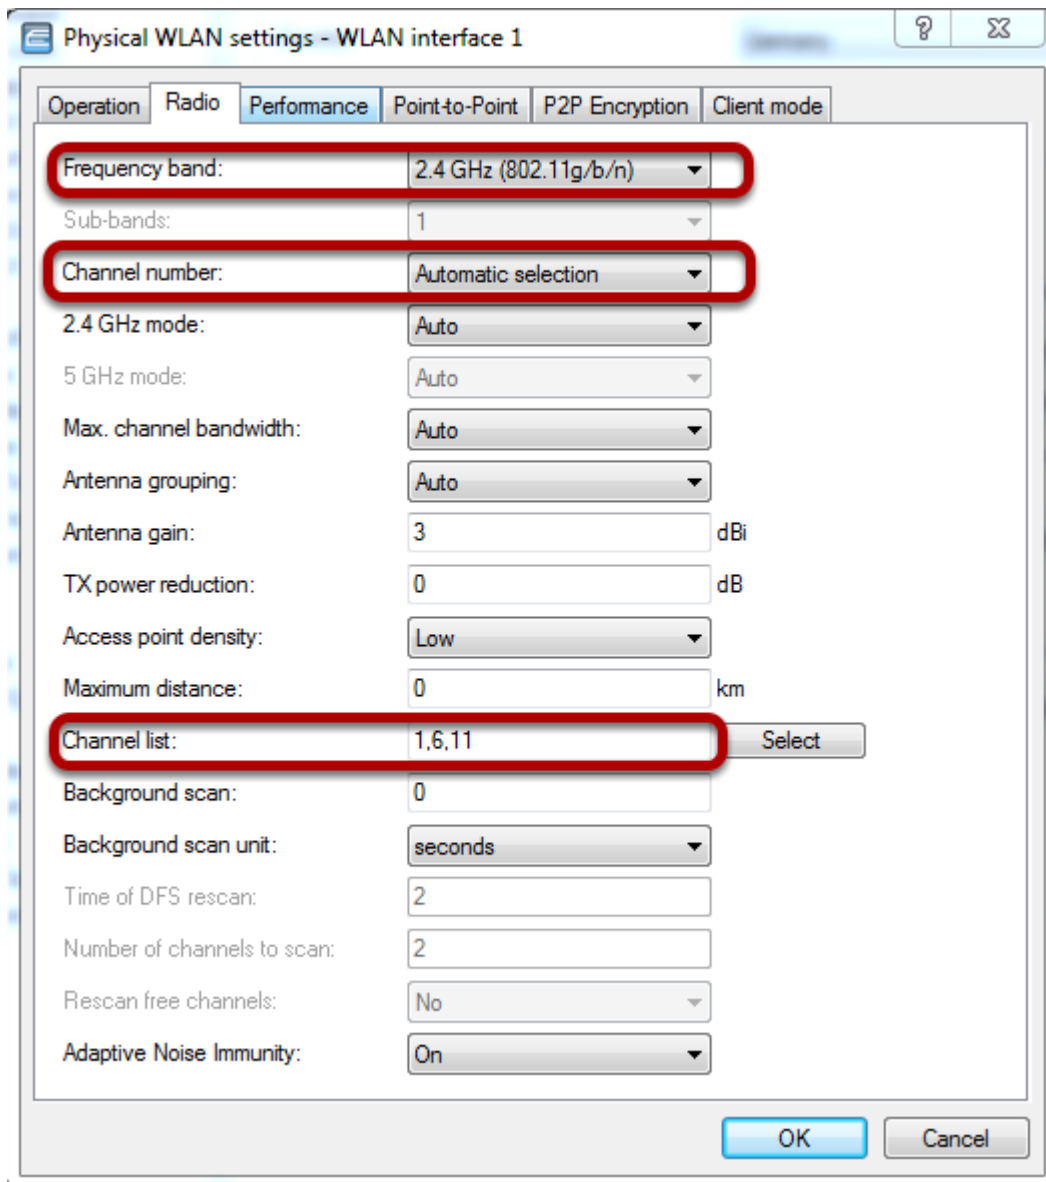 Physical WLAN settings - WLAN interface 1
Operation Radio Performance Point-to-Point P2P Encryption Client mode
Frequency band: 2.4 GHz (802.11g/b/n)
Sub-bands: 1
Channel number: Automatic selection
2.4 GHz mode: Auto
5 GHz mode: Auto
Max. channel bandwidth: Auto
Antenna grouping: Auto
Antenna gain: 3 dBi
TX power reduction: 0 dB
Access point density: Low
Maximum distance: 0 km
Channel list: 1,6,11 Select
Background scan: 0
Background scan unit: seconds
Time of DFS rescan: 2
Number of channels to scan: 2
Rescan free channels: No
Adaptive Noise Immunity: On
OK Cancel